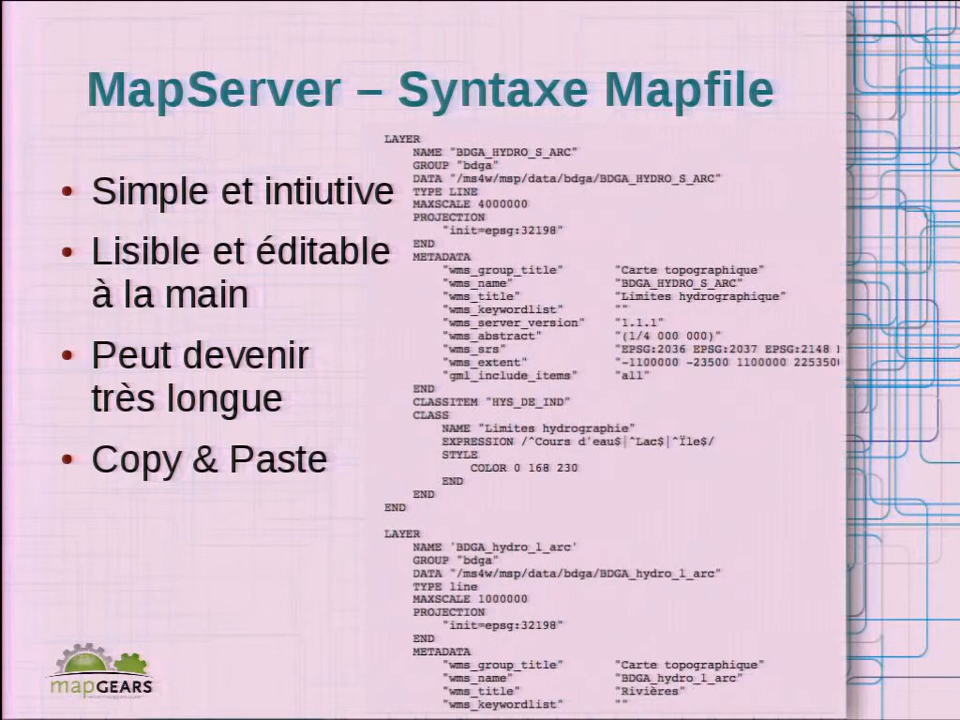 MapServer – Syntaxe Mapfile
• Simple et intiutive
• Lisible et éditable
à la main
• Peut devenir
très longue
• Copy & Paste
LAYER
NAME "BDGA_HYDRO_S_ARC"
GROUP "bdga"
DATA "/ms4w/msp/data/bdga/BDGA_HYDRO_S_ARC"
TYPE LINE
MAXSCALE 4000000
PROJECTION
"init=epsg:32198"
END
METADATA
"wms_group_title" "Carte topographique"
"wms_name" "BDGA_HYDRO_S_ARC"
"wms_title" "Limites hydrographique"
"wms_keywordlist" ""
"wms_server_version" "1.1.1"
"wms_abstract" "(1/4 000 000)"
"wms_srs" "EPSG:2036 EPSG:2037 EPSG:2148
"wms_extent" "-1100000 -23500 1100000 2253500
"gml_include_items" "all"
END
CLASSITEM "HYS_DE_IND"
CLASS
NAME "Limites hydrographie"
EXPRESSION /^Cours d'eau$|^Lac$|^Île$/
STYLE
COLOR 0 168 230
END
END
END
LAYER
NAME 'BDGA_hydro_l_arc'
GROUP "bdga"
DATA "/ms4w/msp/data/bdga/BDGA_hydro_l_arc"
TYPE line
MAXSCALE 1000000
PROJECTION
"init=epsg:32198"
END
METADATA
"wms_group_title" "Carte topographique"
"wms_name" "BDGA_hydro_l_arc"
"wms_title" "Rivières"
"wms_keywordlist" ""
mapGEARS